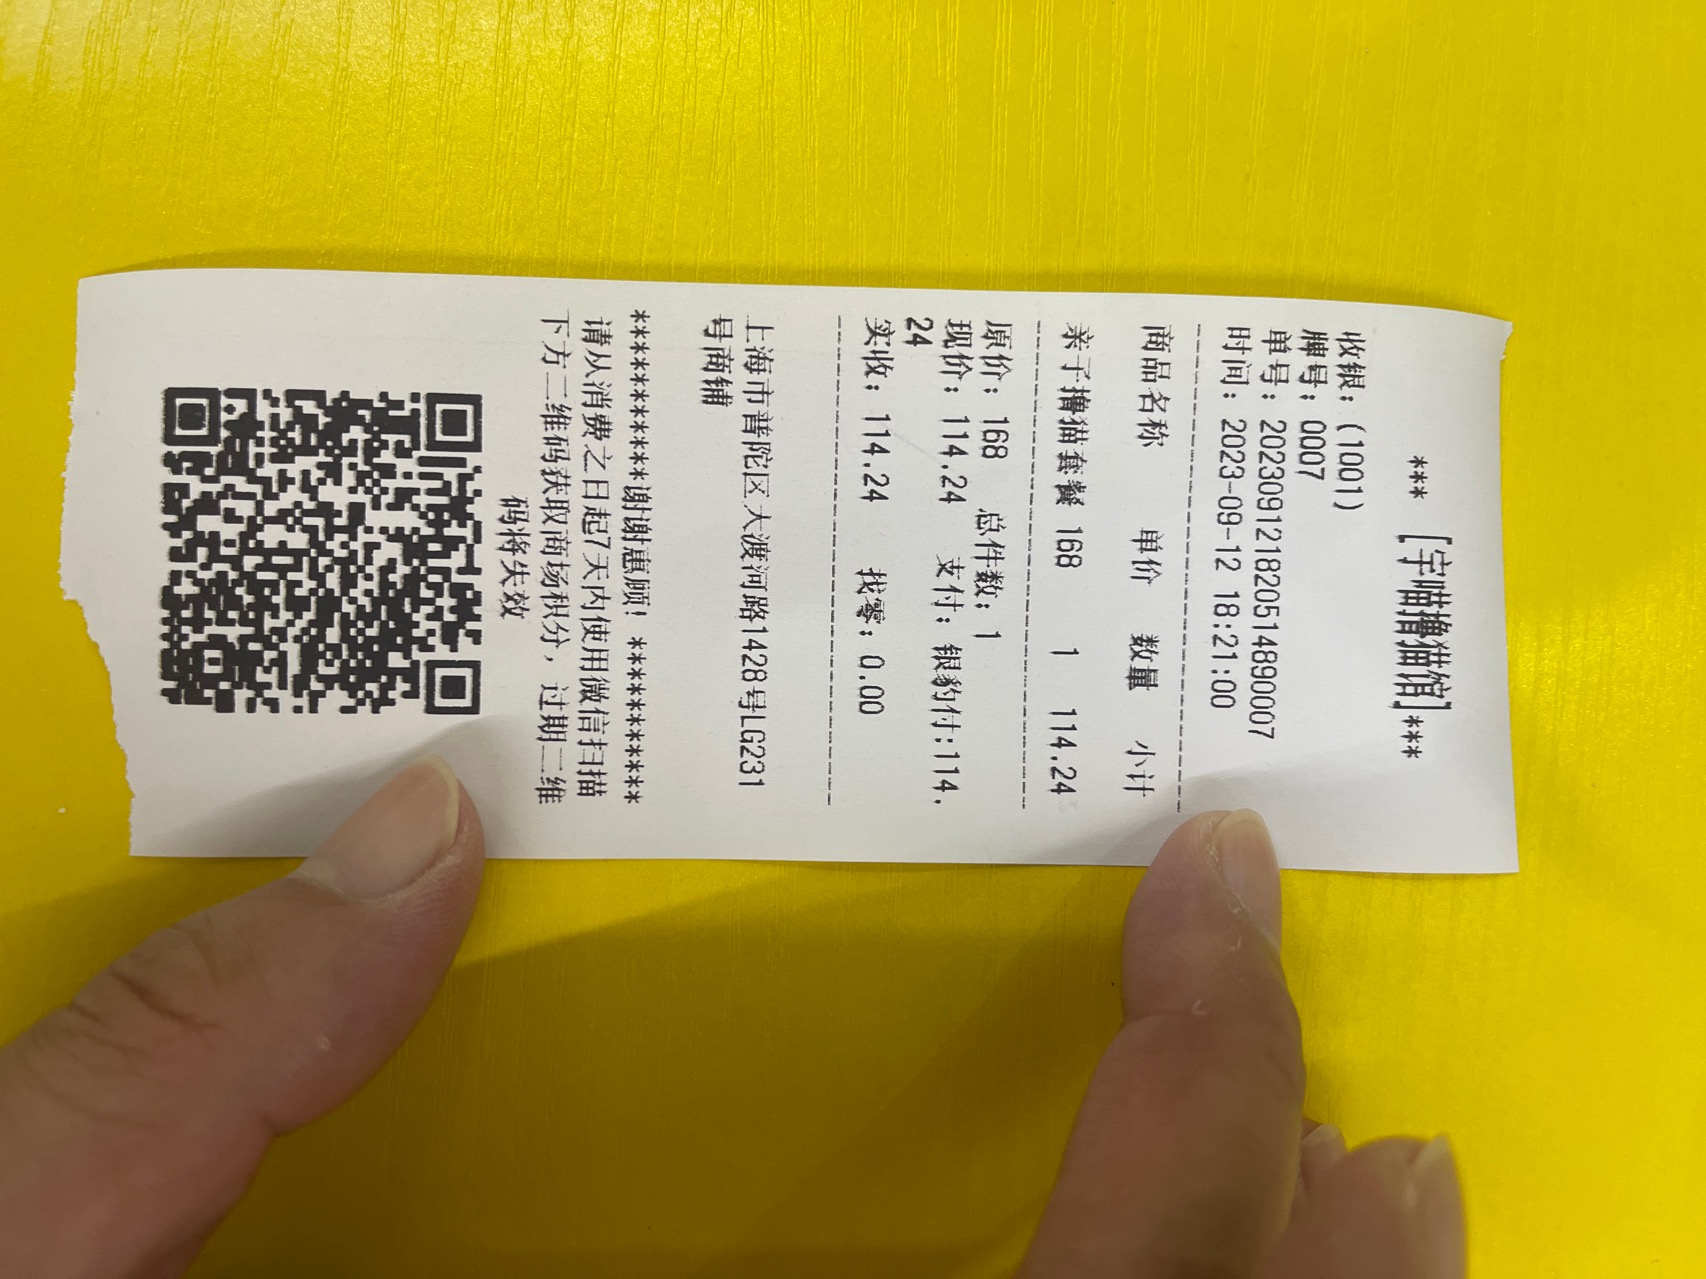 *** [宇喵撸猫馆]***
收银: (1001)
牌号: 0007
单号: 202309121820514890007
时间: 2023-09-12 18:21:00
商品名称 单价 数量 小计
亲子撸猫套餐 168 1 114.24
原价: 168 总件数: 1
现价: 114.24 支付: 银豹付:114.
24
实收: 114.24 找零: 0.00
上海市普陀区大渡河路1428号LG231
号商铺
***********谢谢惠顾! ***********
请从消费之日起7天内使用微信扫描
下方二维码获取商场积分, 过期二维
码将失效